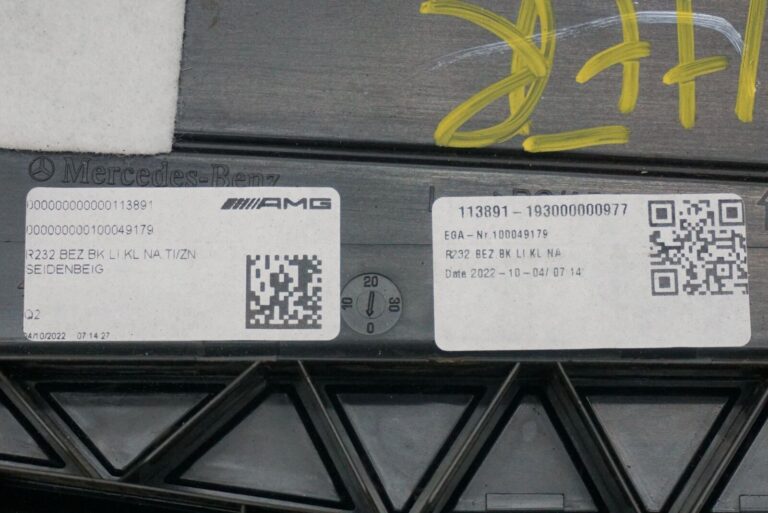 Mercedes-Benz
000000000000113891
AMG
000000000100049179
R232 BEZ BK LI KL NA TI/ZN
SEIDENBEIG
Q2
04/10/2022 07:14:27
20
10
30
0
113891-193000000977
EGA-Nr.100049179
R232 BEZ BK LI KL NA
Date 2022-10-04/ 07:14